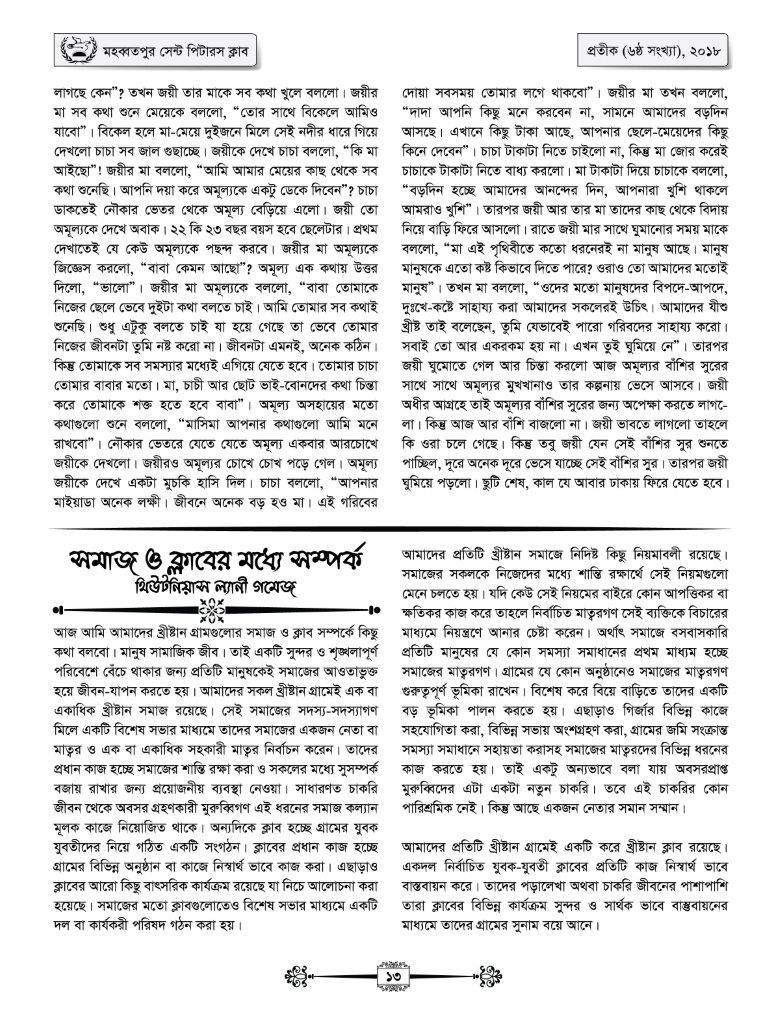 মহব্বতপুর সেন্ট পিটারস ক্লাব
প্রতীক (৬ষ্ঠ সংখ্যা), ২০১৮
লাগছে কেন”? তখন জয়ী তার মাকে সব কথা খুলে বললো। জয়ীর
মা সব কথা শুনে মেয়েকে বললো, “তোর সাথে বিকেলে আমিও
যাবো”। বিকেল হলে মা-মেয়ে দুইজনে মিলে সেই নদীর ধারে গিয়ে
দেখলো চাচা সব জাল গুছাচ্ছে। জয়ীকে দেখে চাচা বললো, “কি মা
আইছো”! জয়ীর মা বললো, “আমি আমার মেয়ের কাছ থেকে সব
কথা শুনেছি। আপনি দয়া করে অমূল্যকে একটু ডেকে দিবেন”? চাচা
ডাকতেই নৌকার ভেতর থেকে অমূল্য বেড়িয়ে এলো। জয়ী তো
অমূল্যকে দেখে অবাক। ২২ কি ২৩ বছর বয়স হবে ছেলেটার। প্রথম
দেখাতেই যে কেউ অমূল্যকে পছন্দ করবে। জয়ীর মা অমূল্যকে
জিজ্ঞেস করলো, “বাবা কেমন আছো”? অমূল্য এক কথায় উত্তর
দিলো, “ভালো”। জয়ীর মা অমূল্যকে বললো, “বাবা তোমাকে
নিজের ছেলে ভেবে দুইটা কথা বলতে চাই। আমি তোমার সব কথাই
শুনেছি। শুধু এটুকু বলতে চাই যা হয়ে গেছে তা ভেবে তোমার
নিজের জীবনটা তুমি নষ্ট করো না। জীবনটা এমনই, অনেক কঠিন।
কিন্তু তোমাকে সব সমস্যার মধ্যেই এগিয়ে যেতে হবে। তোমার চাচা
তোমার বাবার মতো। মা, চাচী আর ছোট ভাই-বোনদের কথা চিন্তা
করে তোমাকে শক্ত হতে হবে বাবা”। অমূল্য অসহায়ের মতো
কথাগুলো শুনে বললো, “মাসিমা আপনার কথাগুলো আমি মনে
রাখবো”। নৌকার ভেতরে যেতে যেতে অমূল্য একবার আরচোখে
জয়ীকে দেখলো। জয়ীরও অমূল্যর চোখে চোখ পড়ে গেল। অমূল্য
জয়ীকে দেখে একটা মুচকি হাসি দিল। চাচা বললো, “আপনার
মাইয়াডা অনেক লক্ষী। জীবনে অনেক বড় হও মা। এই গরিবের
দোয়া সবসময় তোমার লগে থাকবো”। জয়ীর মা তখন বললো,
“দাদা আপনি কিছু মনে করবেন না, সামনে আমাদের বড়দিন
আসছে। এখানে কিছু টাকা আছে, আপনার ছেলে-মেয়েদের কিছু
কিনে দেবেন”। চাচা টাকাটা নিতে চাইলো না, কিন্তু মা জোর করেই
চাচাকে টাকাটা নিতে বাধ্য করলো। মা টাকাটা দিয়ে চাচাকে বললো,
“বড়দিন হচ্ছে আমাদের আনন্দের দিন, আপনারা খুশি থাকলে
আমরাও খুশি”। তারপর জয়ী আর তার মা তাদের কাছ থেকে বিদায়
নিয়ে বাড়ি ফিরে আসলো। রাতে জয়ী মার সাথে ঘুমানোর সময় মাকে
বললো, “মা এই পৃথিবীতে কতো ধরনেরই না মানুষ আছে। মানুষ
মানুষকে এতো কষ্ট কিভাবে দিতে পারে? ওরাও তো আমাদের মতোই
মানুষ”। তখন মা বললো, “ওদের মতো মানুষদের বিপদে-আপদে,
দুঃখে-কষ্টে সাহায্য করা আমাদের সকলেরই উচিৎ। আমাদের যীশু
খ্রীষ্ট তাই বলেছেন, তুমি যেভাবেই পারো গরিবদের সাহায্য করো।
সবাই তো আর একরকম হয় না। এখন তুই ঘুমিয়ে নে”। তারপর
জয়ী ঘুমোতে গেল আর চিন্তা করলো আজ অমূল্যর বাঁশির সুরের
সাথে সাথে অমূল্যর মুখখানাও তার কল্পনায় ভেসে আসবে। জয়ী
অধীর আগ্রহে তাই অমূল্যর বাঁশির সুরের জন্য অপেক্ষা করতে লাগ-
লা। কিন্তু আজ আর বাঁশি বাজলো না। জয়ী ভাবতে লাগলো তাহলে
কি ওরা চলে গেছে। কিন্তু তবু জয়ী যেন সেই বাঁশির সুর শুনতে
পাচ্ছিল, দূরে অনেক দূরে ভেসে যাচ্ছে সেই বাঁশির সুর। তারপর জয়ী
ঘুমিয়ে পড়লো। ছুটি শেষ, কাল যে আবার ঢাকায় ফিরে যেতে হবে।
সমাজ ও ক্লাবের মধ্যে সম্পর্ক
থিউটনিয়াস ল্যানী গমেজ
আজ আমি আমাদের খ্রীষ্টান গ্রামগুলোর সমাজ ও ক্লাব সম্পর্কে কিছু
কথা বলবো। মানুষ সামাজিক জীব। তাই একটি সুন্দর ও শৃঙ্খলাপূর্ণ
পরিবেশে বেঁচে থাকার জন্য প্রতিটি মানুষকেই সমাজের আওতাভুক্ত
হয়ে জীবন-যাপন করতে হয়। আমাদের সকল খ্রীষ্টান গ্রামেই এক বা
একাধিক খ্রীষ্টান সমাজ রয়েছে। সেই সমাজের সদস্য-সদস্যাগণ
মিলে একটি বিশেষ সভার মাধ্যমে তাদের সমাজের একজন নেতা বা
মাতৃর ও এক বা একাধিক সহকারী মাতৃর নির্বাচন করেন। তাদের
প্রধান কাজ হচ্ছে সমাজের শান্তি রক্ষা করা ও সকলের মধ্যে সুসম্পর্ক
বজায় রাখার জন্য প্রয়োজনীয় ব্যবস্থা নেওয়া। সাধারণত চাকরি
জীবন থেকে অবসর গ্রহণকারী মুরুব্বিগণ এই ধরনের সমাজ কল্যান
মূলক কাজে নিয়োজিত থাকে। অন্যদিকে ক্লাব হচ্ছে গ্রামের যুবক
যুবতীদের নিয়ে গঠিত একটি সংগঠন। ক্লাবের প্রধান কাজ হচ্ছে
গ্রামের বিভিন্ন অনুষ্ঠান বা কাজে নিস্বার্থ ভাবে কাজ করা। এছাড়াও
ক্লাবের আরো কিছু বাৎসরিক কার্যক্রম রয়েছে যা নিচে আলোচনা করা
হয়েছে। সমাজের মতো ক্লাবগুলোতেও বিশেষ সভার মাধ্যমে একটি
দল বা কার্যকরী পরিষদ গঠন করা হয়।
আমাদের প্রতিটি খ্রীষ্টান সমাজে নির্দিষ্ট কিছু নিয়মাবলী রয়েছে।
সমাজের সকলকে নিজেদের মধ্যে শান্তি রক্ষার্থে সেই নিয়মগুলো
মেনে চলতে হয়। যদি কেউ সেই নিয়মের বাইরে কোন আপত্তিকর বা
ক্ষতিকর কাজ করে তাহলে নির্বাচিত মাতৃরগণ সেই ব্যক্তিকে বিচারের
মাধ্যমে নিয়ন্ত্রণে আনার চেষ্টা করেন। অর্থাৎ সমাজে বসবাসকারি
প্রতিটি মানুষের যে কোন সমস্যা সমাধানের প্রথম মাধ্যম হচ্ছে
সমাজের মাতৃরগণ। গ্রামের যে কোন অনুষ্ঠানেও সমাজের মাতৃরগণ
গুরুত্বপূর্ণ ভূমিকা রাখেন। বিশেষ করে বিয়ে বাড়িতে তাদের একটি
বড় ভূমিকা পালন করতে হয়। এছাড়াও গির্জার বিভিন্ন কাজে
সহযোগিতা করা, বিভিন্ন সভায় অংশগ্রহণ করা, গ্রামের জমি সংক্রান্ত
সমস্যা সমাধানে সহায়তা করাসহ সমাজের মাতৃরদের বিভিন্ন ধরনের
কাজ করতে হয়। তাই একটু অন্যভাবে বলা যায় অবসরপ্রাপ্ত
মুরুব্বিদের এটা একটা নতুন চাকরি। তবে এই চাকরির কোন
পারিশ্রমিক নেই। কিন্তু আছে একজন নেতার সমান সম্মান।
আমাদের প্রতিটি খ্রীষ্টান গ্রামেই একটি করে খ্রীষ্টান ক্লাব রয়েছে।
একদল নির্বাচিত যুবক-যুবতী ক্লাবের প্রতিটি কাজ নিস্বার্থ ভাবে
বাস্তবায়ন করে। তাদের পড়ালেখা অথবা চাকরি জীবনের পাশাপাশি
তারা ক্লাবের বিভিন্ন কার্যক্রম সুন্দর ও সার্থক ভাবে বাস্তুবায়নের
মাধ্যমে তাদের গ্রামের সুনাম বয়ে আনে।
১৩